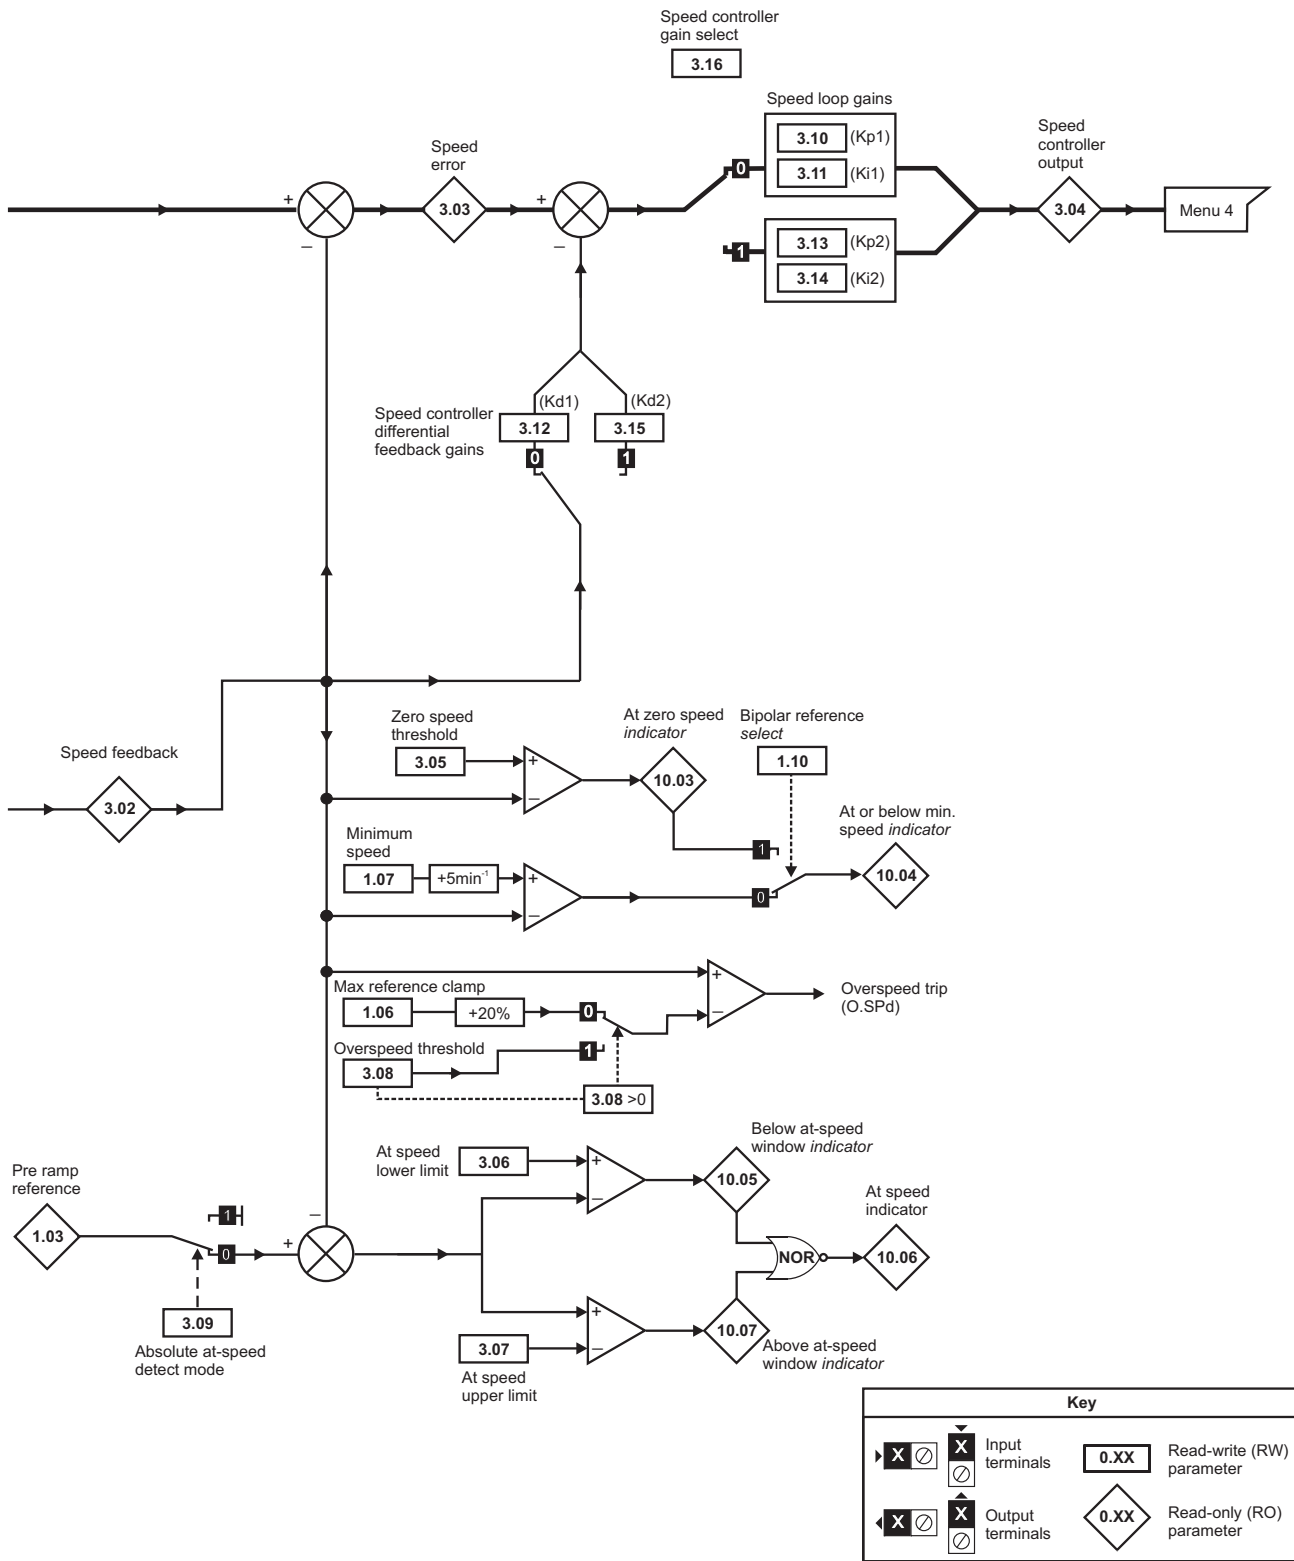 Speed controller
gain select
3.16
Speed loop gains
3.10 (Kp1)
3.11 (Ki1)
Speed
controller
output
Speed
error
0
+
3.03
+
3.04
Menu 4
–
–
1
3.13 (Kp2)
3.14 (Ki2)
Speed controller
differential
feedback gains
(Kd1)
(Kd2)
3.12
3.15
0
1
Zero speed
threshold
3.05
+
–
At zero speed
indicator
10.03
Bipolar reference
select
1.10
Speed feedback
3.02
1
At or below min.
speed indicator
Minimum
speed
1.07
+5min-1
+
–
0
10.04
Max reference clamp
1.06
+20%
0
+
–
Overspeed trip
(O.SPd)
Overspeed threshold
3.08
1
3.08 >0
At speed
lower limit
3.06
+
–
Below at-speed
window indicator
10.05
Pre ramp
reference
1.03
1
0
–
+
At speed
indicator
NOR
10.06
3.09
Absolute at-speed
detect mode
+
–
3.07
At speed
upper limit
10.07
Above at-speed
window indicator
Key
X
X
Input
terminals
0.XX
Read-write (RW)
parameter
X
X
Output
terminals
0.XX
Read-only (RO)
parameter